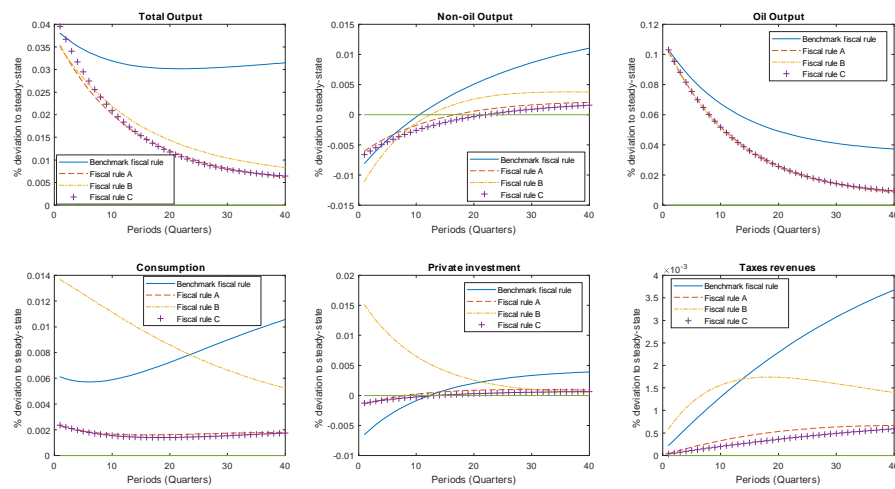 Total Output
% deviation to steady-state
0.04
0.035
0.03
0.025
0.02
0.015
0.01
0.005
0
0
10
20
30
40
Periods (Quarters)
Benchmark fiscal rule
Fiscal rule A
Fiscal rule B
Fiscal rule C
Non-oil Output
% deviation to steady-state
0.015
0.01
0.005
0
-0.005
-0.01
-0.015
0
10
20
30
40
Periods (Quarters)
Benchmark fiscal rule
Fiscal rule A
Fiscal rule B
Fiscal rule C
Oil Output
% deviation to steady-state
0.12
0.1
0.08
0.06
0.04
0.02
0
0
10
20
30
40
Periods (Quarters)
Benchmark fiscal rule
Fiscal rule A
Fiscal rule B
Fiscal rule C
Consumption
% deviation to steady-state
0.014
0.012
0.01
0.008
0.006
0.004
0.002
0
0
10
20
30
40
Periods (Quarters)
Benchmark fiscal rule
Fiscal rule A
Fiscal rule B
Fiscal rule C
Private investment
% deviation to steady-state
0.02
0.015
0.01
0.005
0
-0.005
-0.01
0
10
20
30
40
Periods (Quarters)
Benchmark fiscal rule
Fiscal rule A
Fiscal rule B
Fiscal rule C
Taxes revenues
×10⁻³
% deviation to steady-state
4
3.5
3
2.5
2
1.5
1
0.5
0
0
10
20
30
40
Periods (Quarters)
Benchmark fiscal rule
Fiscal rule A
Fiscal rule B
Fiscal rule C